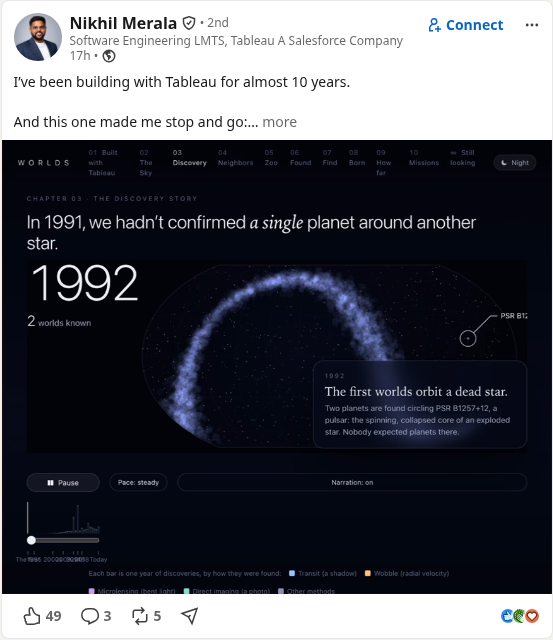 Nikhil Merala • 2nd
Software Engineering LMTS, Tableau A Salesforce Company
17h •
Connect
I've been building with Tableau for almost 10 years.
And this one made me stop and go:... more
WORLDS
01 Built with Tableau
02 The Sky
03 Discovery
04 Neighbors
05 Zoo
06 Found
07 Find
08 Born
09 How far
10 Missions
∞ Still looking
Night
CHAPTER 03 · THE DISCOVERY STORY
In 1991, we hadn't confirmed a single planet around another
star.
1992
2 worlds known
PSR B12
1992
The first worlds orbit a dead star.
Two planets are found circling PSR B1257+12, a
pulsar: the spinning, collapsed core of an exploded
star. Nobody expected planets there.
Pause
Pace: steady
Narration: on
Today
Each bar is one year of discoveries, by how they were found:
Transit (a shadow)
Wobble (radial velocity)
Microlensing (bent light)
Direct imaging (a photo)
Other methods
49
3
5